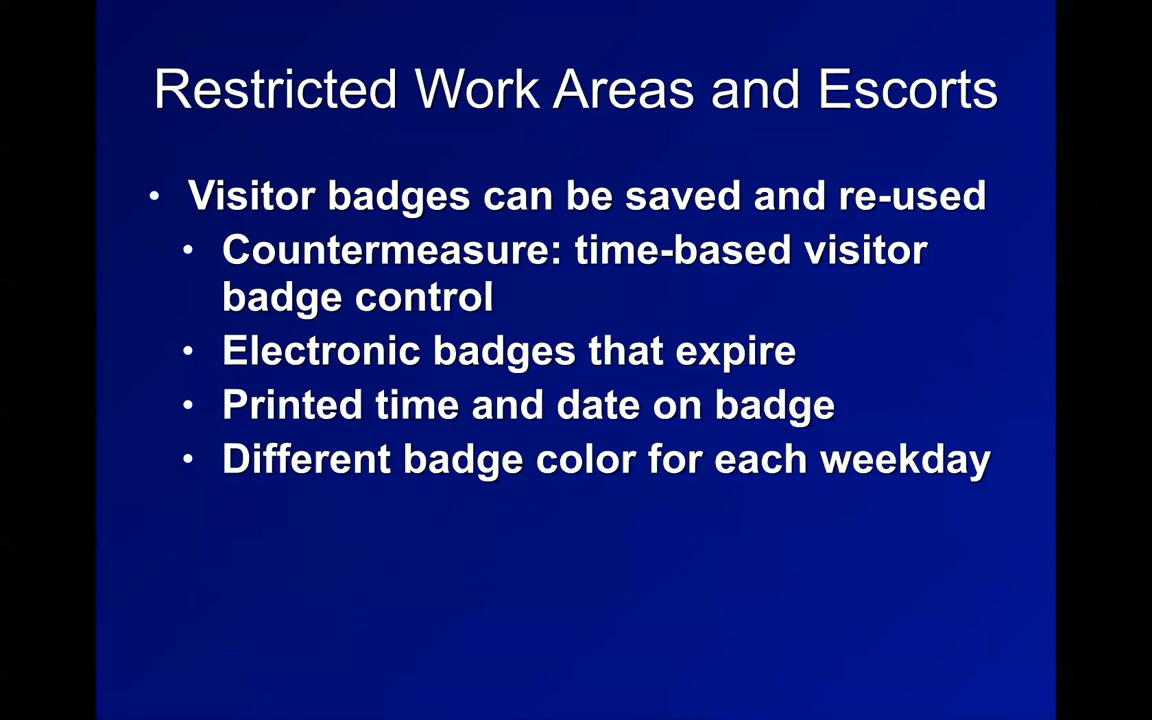 Restricted Work Areas and Escorts
• Visitor badges can be saved and re-used
• Countermeasure: time-based visitor
badge control
• Electronic badges that expire
• Printed time and date on badge
• Different badge color for each weekday